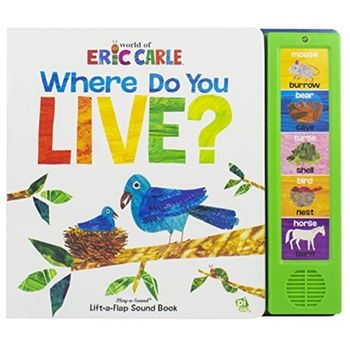 world of
ERIC CARLE™
Where Do You
LIVE?
Play-a-Sound®
Lift-a-Flap Sound Book
pi
mouse
burrow
bear
cave
turtle
shell
bird
nest
horse
barn